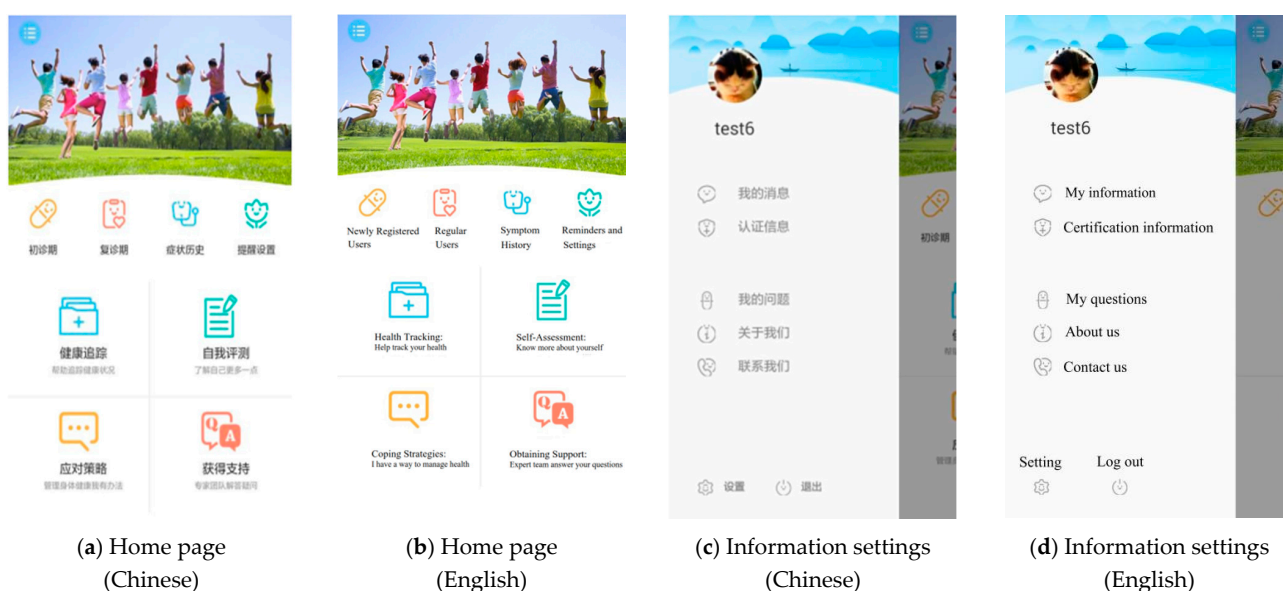 初诊期
复诊期
症状历史
提醒设置
健康追踪
帮助追踪健康状况
自我评测
了解自己更多一点
应对策略
管理身体健康我有办法
获得支持
专家团队解答疑问
(a) Home page
(Chinese)
Newly Registered
Users
Regular
Users
Symptom
History
Reminders and
Settings
Health Tracking:
Help track your health
Self-Assessment:
Know more about yourself
Coping Strategies:
I have a way to manage health
Q
A
Obtaining Support:
Expert team answer your questions
(b) Home page
(English)
test6
我的消息
认证信息
我的问题
关于我们
联系我们
设置
退出
初诊期
(c) Information settings
(Chinese)
test6
My information
Certification information
My questions
About us
Contact us
Setting
Log out
(d) Information settings
(English)